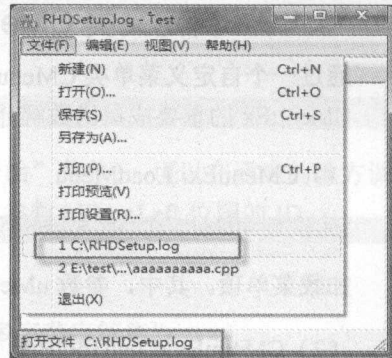 RHDSetup.log - Test
文件(F) 编辑(E) 视图(V) 帮助(H)
新建(N) Ctrl+N
打开(O)... Ctrl+O
保存(S) Ctrl+S
另存为(A)...
打印(P)... Ctrl+P
打印预览(V)
打印设置(R)...
1 C:\RHDSetup.log
2 E:\test\...\aaaaaaaaaa.cpp
退出(X)
打开文件 C:\RHDSetup.log